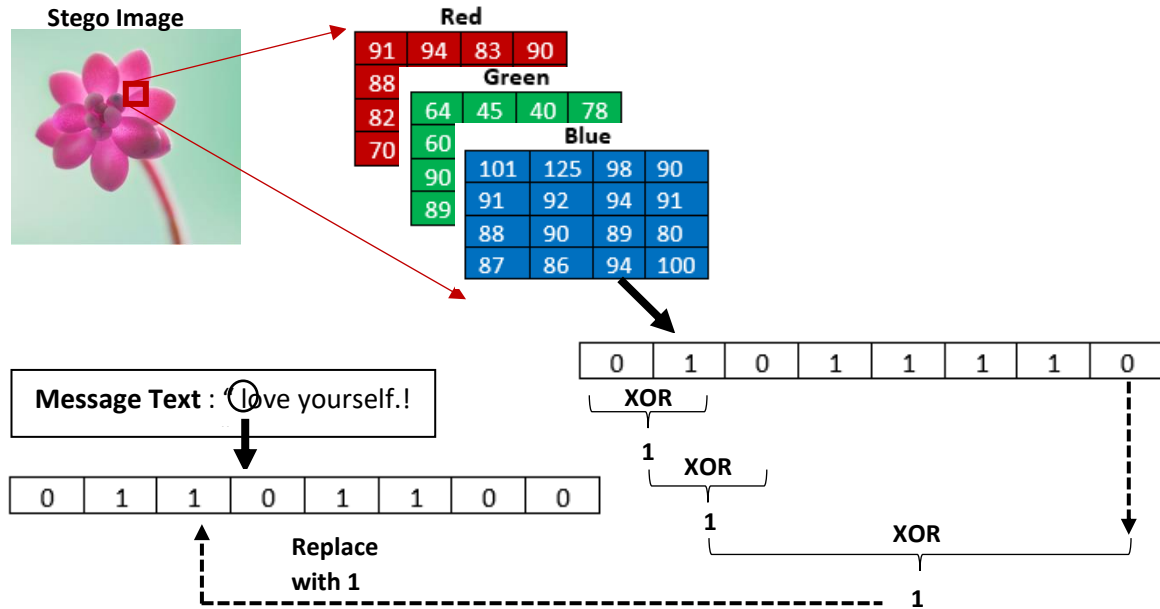 Stego Image
Red
91 94 83 90
88
82
70
Green
64 45 40 78
60
90
89
Blue
101 125 98 90
91 92 94 91
88 90 89 80
87 86 94 100
0 1 0 1 1 1 1 0
XOR
1
XOR
1
XOR
1
Message Text : “ love yourself.!
0 1 1 0 1 1 0 0
Replace
with 1